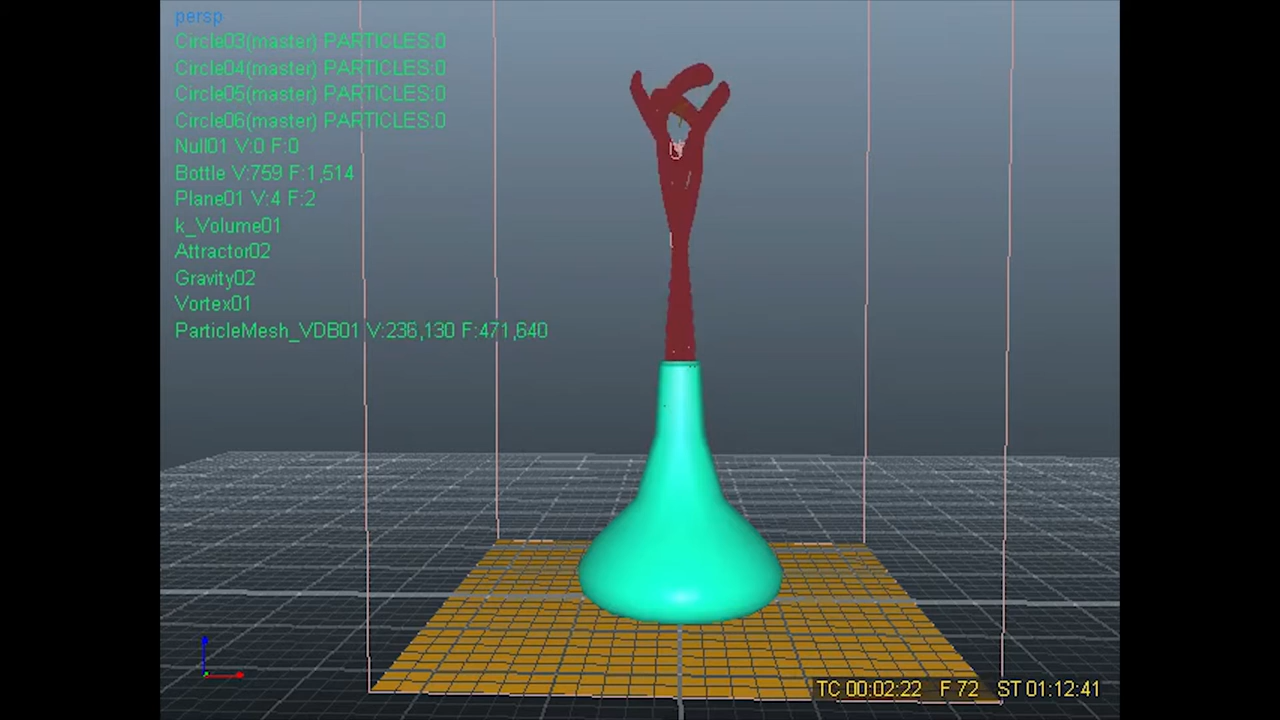 persp
Circle03(master) PARTICLES:0
Circle04(master) PARTICLES:0
Circle05(master) PARTICLES:0
Circle06(master) PARTICLES:0
Null01 V:0 F:0
Bottle V:759 F:1,514
Plane01 V:4 F:2
k_Volume01
Attractor02
Gravity02
Vortex01
ParticleMesh_VDB01 V:236,130 F:471,640
TC 00:02:22 F 72 ST 01:12:41